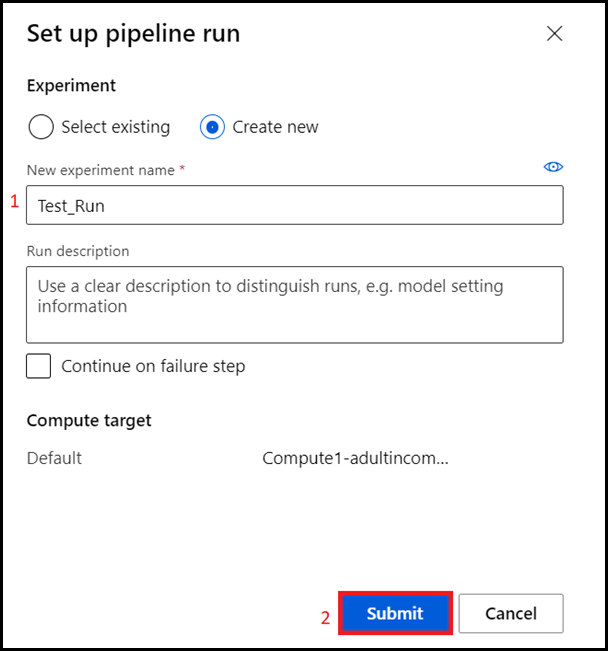 Set up pipeline run
Experiment
Select existing
Create new
New experiment name *
1
Test_Run
Run description
Use a clear description to distinguish runs, e.g. model setting
information
Continue on failure step
Compute target
Default
Compute1-adultincom...
2
Submit
Cancel